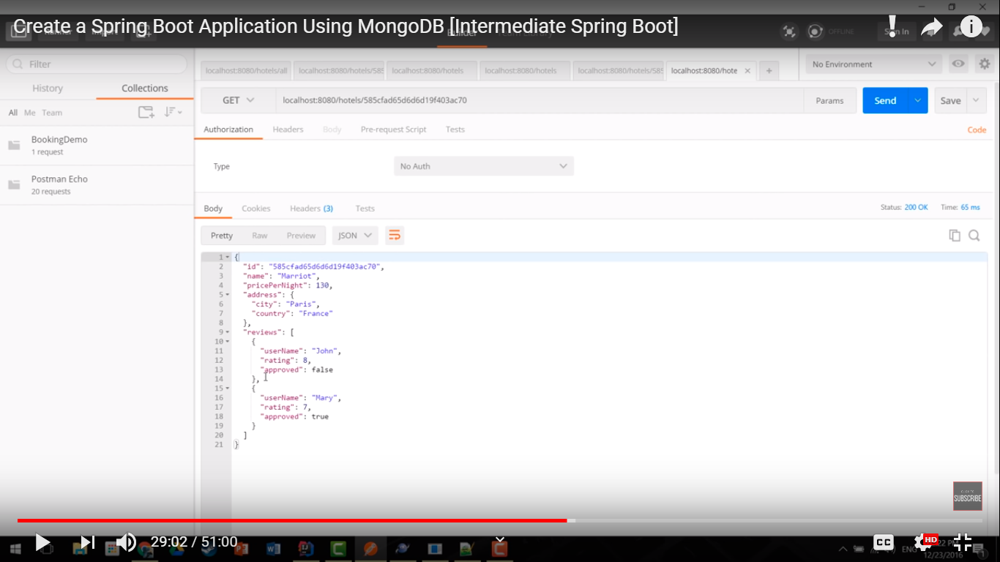 Create a Spring Boot Application Using MongoDB [Intermediate Spring Boot]
Builder
OFFLINE
Sign In
Filter
History Collections
All Me Team
BookingDemo
1 request
Postman Echo
20 requests
localhost:8080/hotels/all localhost:8080/hotels/585 localhost:8080/hotels localhost:8080/hotels localhost:8080/hotels/585 localhost:8080/hote × +
No Environment
GET localhost:8080/hotels/585cfad65d6d6d19f403ac70 Params Send Save
Authorization Headers Body Pre-request Script Tests Code
Type No Auth
Body Cookies Headers (3) Tests Status: 200 OK Time: 65 ms
Pretty Raw Preview JSON
1 {
2 "id": "585cfad65d6d6d19f403ac70",
3 "name": "Marriot",
4 "pricePerNight": 130,
5 "address": {
6 "city": "Paris",
7 "country": "France"
8 },
9 "reviews": [
10 {
11 "userName": "John",
12 "rating": 8,
13 "approved": false
14 },
15 {
16 "userName": "Mary",
17 "rating": 7,
18 "approved": true
19 }
20 ]
21 }
SUBSCRIBE
29:02 / 51:00
CC
HD
ENG
22 PM
12/23/2016